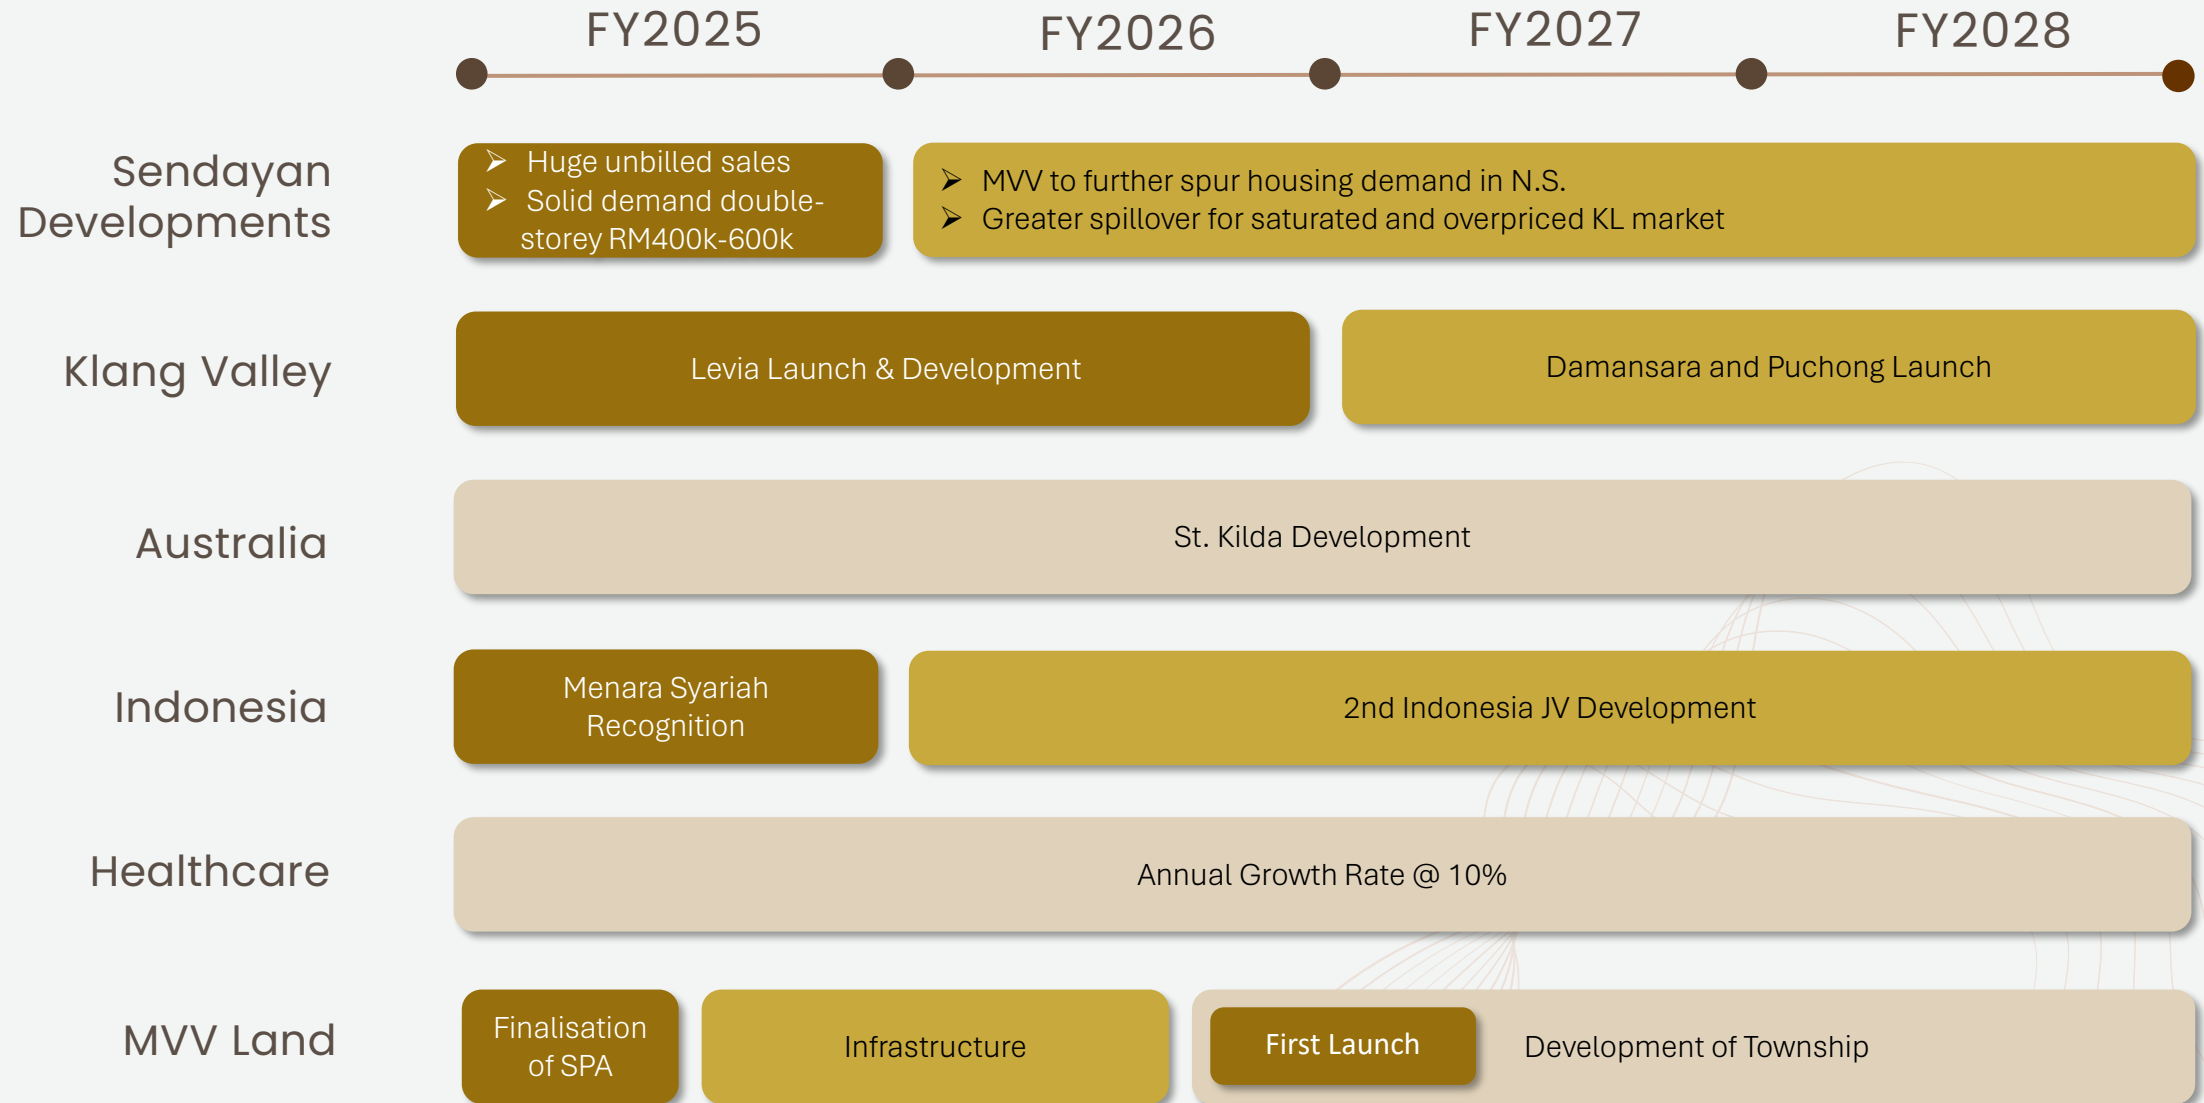 FY2025 FY2026 FY2027 FY2028
Sendayan
Developments
➢ Huge unbilled sales
➢ Solid demand double-
storey RM400k-600k
➢ MVV to further spur housing demand in N.S.
➢ Greater spillover for saturated and overpriced KL market
Klang Valley
Levia Launch & Development
Damansara and Puchong Launch
Australia
St. Kilda Development
Indonesia
Menara Syariah
Recognition
2nd Indonesia JV Development
Healthcare
Annual Growth Rate @ 10%
MVV Land
Finalisation
of SPA
Infrastructure
First Launch
Development of Township